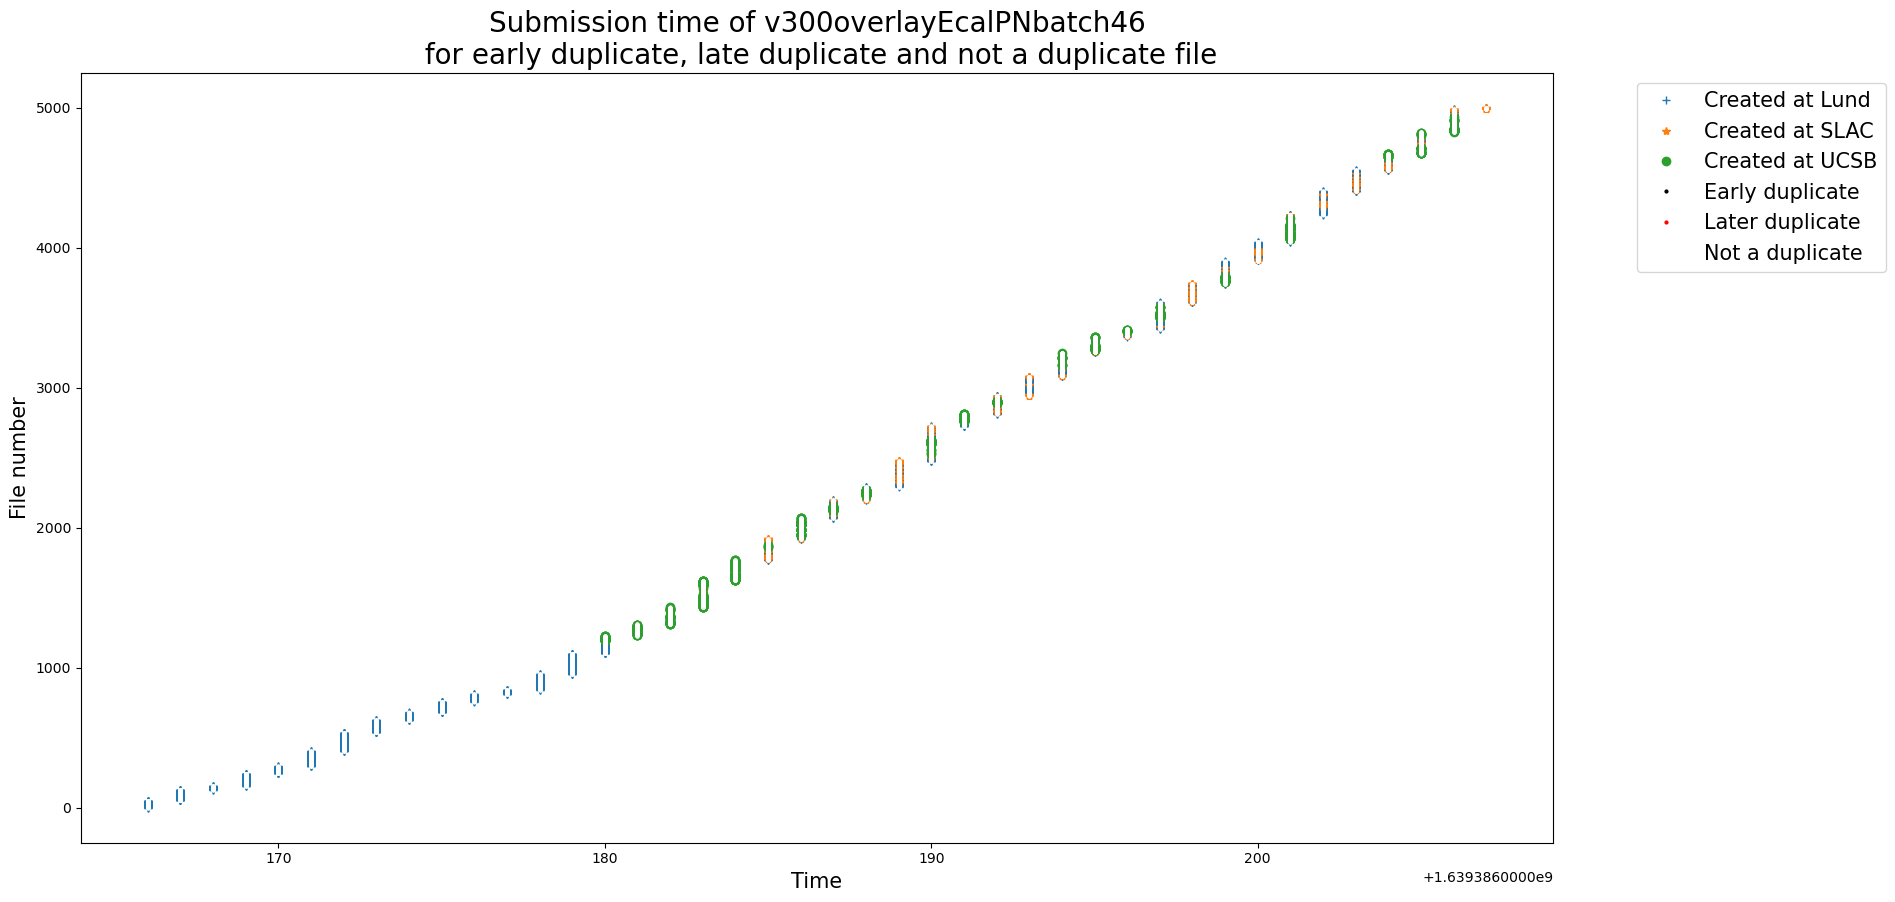 Submission time of v300overlayEcalPNbatch46
for early duplicate, late duplicate and not a duplicate file
Created at Lund
Created at SLAC
Created at UCSB
Early duplicate
Later duplicate
Not a duplicate
File number
5000
4000
3000
2000
1000
0
170
180
190
200
Time
+1.6393860000e9